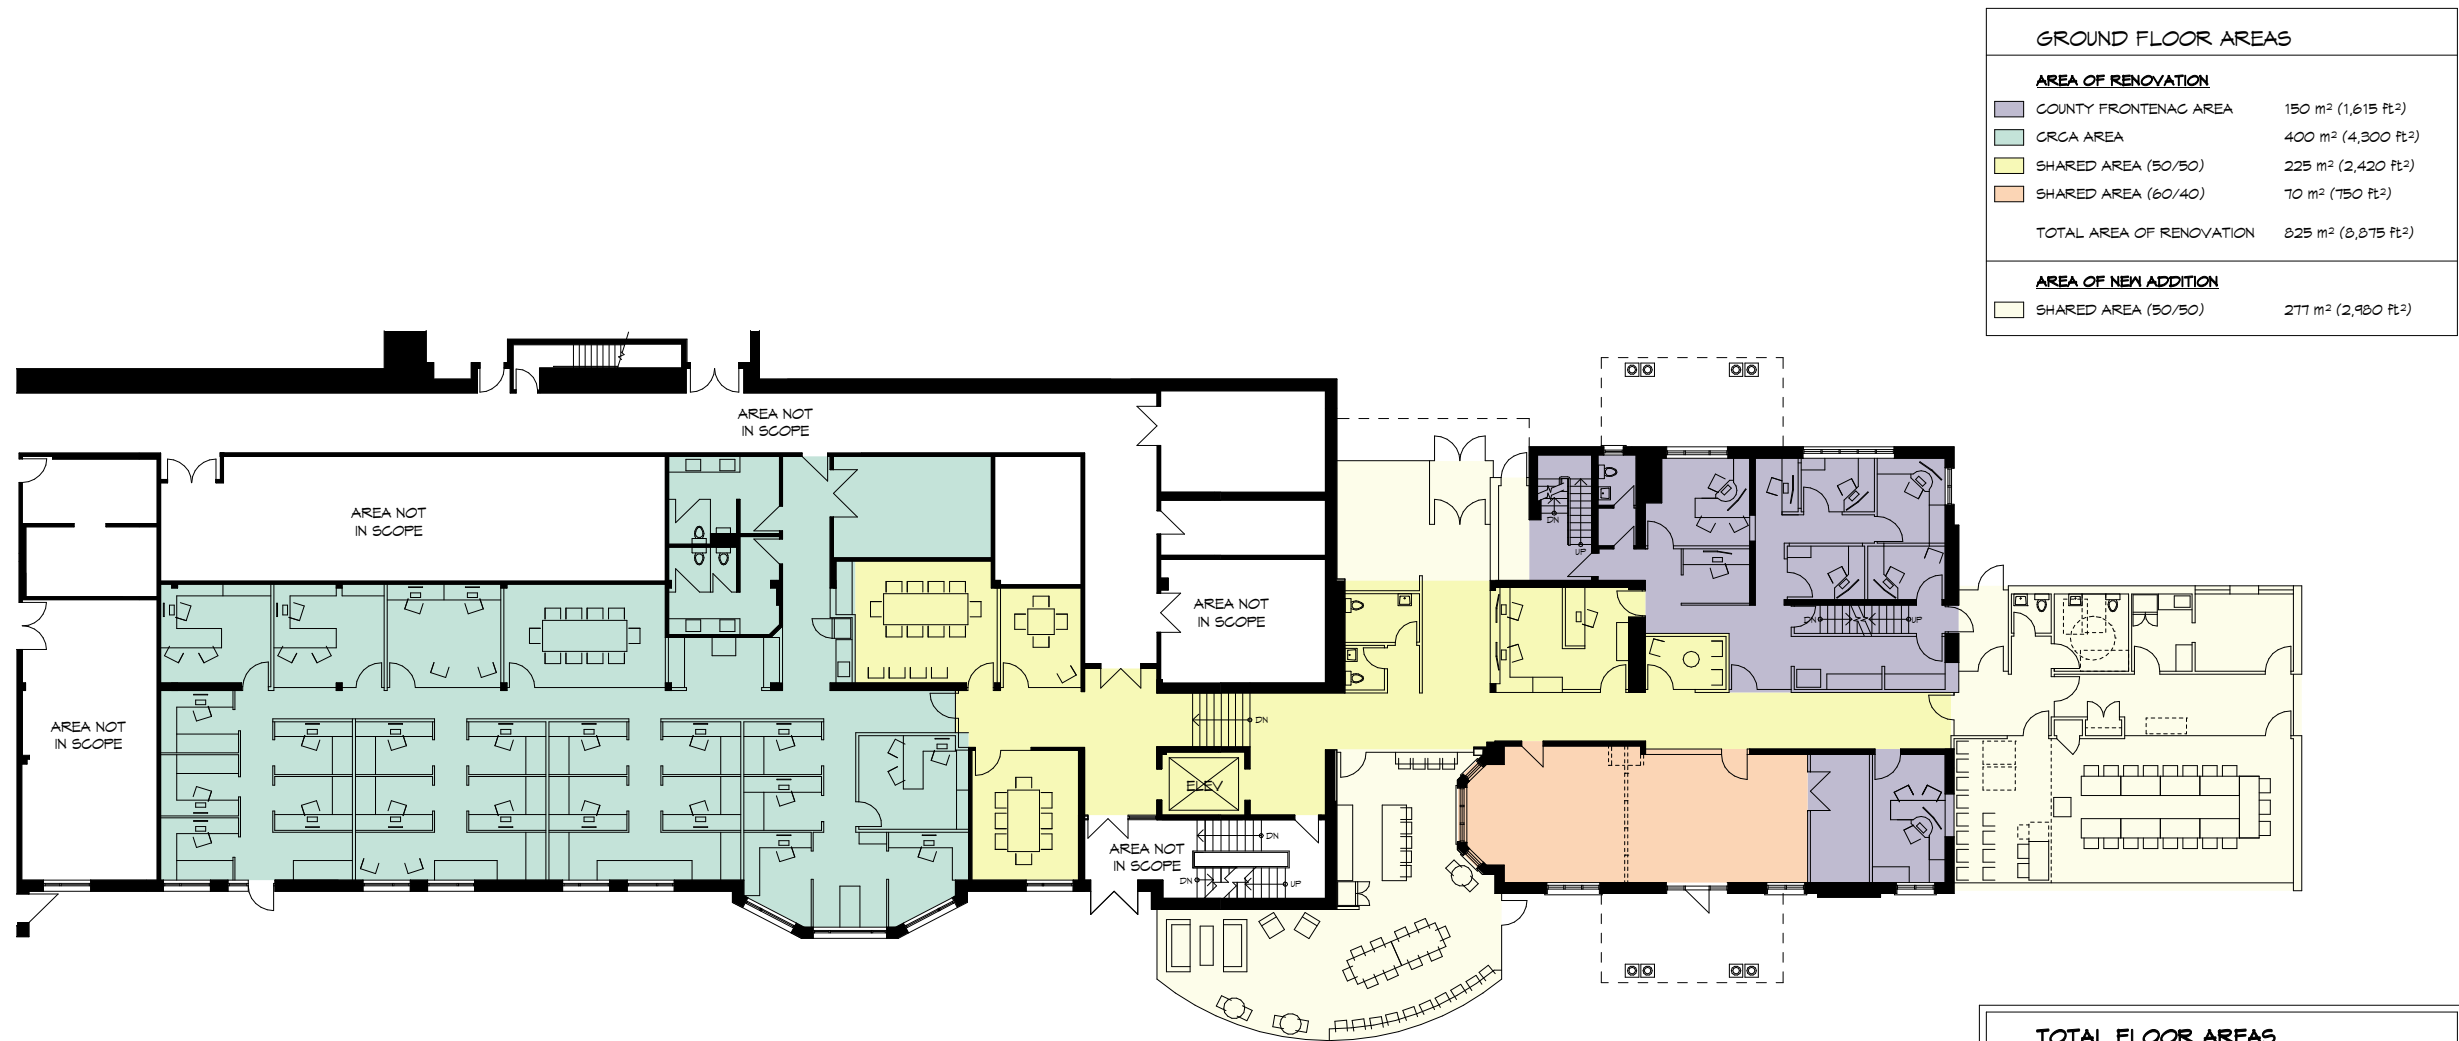 GROUND FLOOR AREAS
AREA OF RENOVATION
COUNTY FRONTENAC AREA 150 m² (1,615 ft²)
CRCA AREA 400 m² (4,300 ft²)
SHARED AREA (50/50) 225 m² (2,420 ft²)
SHARED AREA (60/40) 70 m² (750 ft²)
TOTAL AREA OF RENOVATION 825 m² (8,875 ft²)
AREA OF NEW ADDITION
SHARED AREA (50/50) 277 m² (2,980 ft²)
AREA NOT
IN SCOPE
AREA NOT
IN SCOPE
DN
UP
AREA NOT
IN SCOPE
DN
UP
AREA NOT
IN SCOPE
DN
ELEV
AREA NOT
IN SCOPE
DN
DN
UP
TOTAL FLOOR AREAS